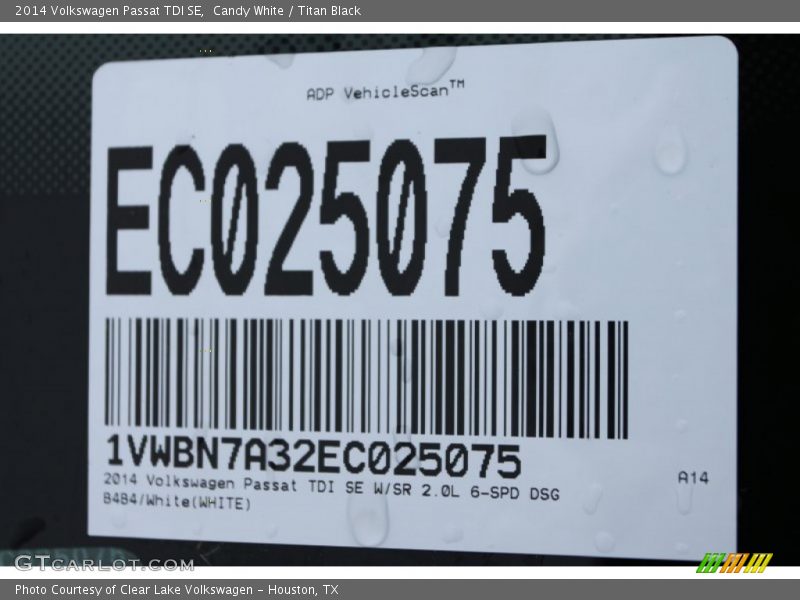 2014 Volkswagen Passat TDI SE,  Candy White / Titan Black
ADP VehicleScan™
EC025075
1VWBN7A32EC025075
2014 Volkswagen Passat TDI SE W/SR 2.0L 6-SPD DSG
B4B4/White(WHITE)
A14
GTCARLOT.COM
Photo Courtesy of Clear Lake Volkswagen – Houston, TX